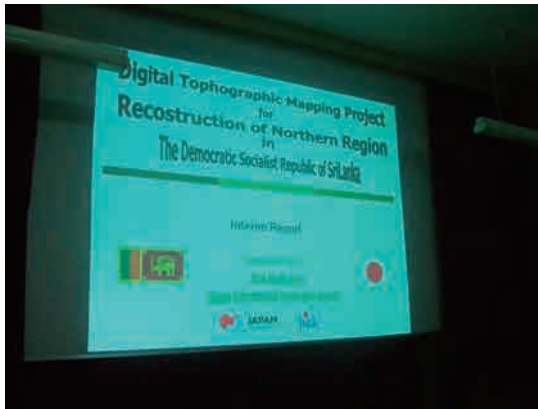 Digital Tophographic Mapping Project
for
Recostruction of Northern Region
in
The Democratic Socialist Republic of SriLanka
Interim Report
JAPAN